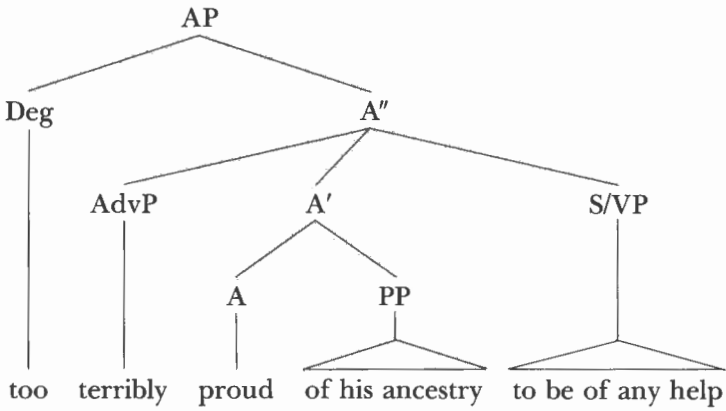 AP
Deg A″
AdvP A′ S/VP
A PP
too terribly proud of his ancestry to be of any help